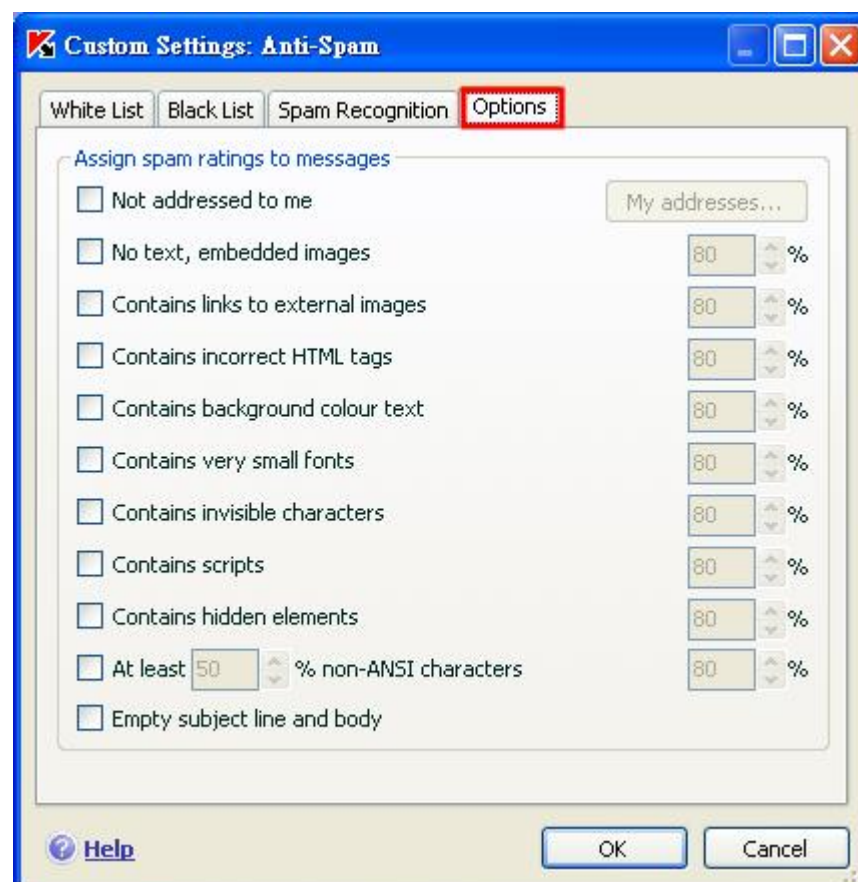 Custom Settings: Anti-Spam
White List Black List Spam Recognition Options
Assign spam ratings to messages
Not addressed to me My addresses...
No text, embedded images 80 %
Contains links to external images 80 %
Contains incorrect HTML tags 80 %
Contains background colour text 80 %
Contains very small fonts 80 %
Contains invisible characters 80 %
Contains scripts 80 %
Contains hidden elements 80 %
At least 50 % non-ANSI characters 80 %
Empty subject line and body
Help OK Cancel